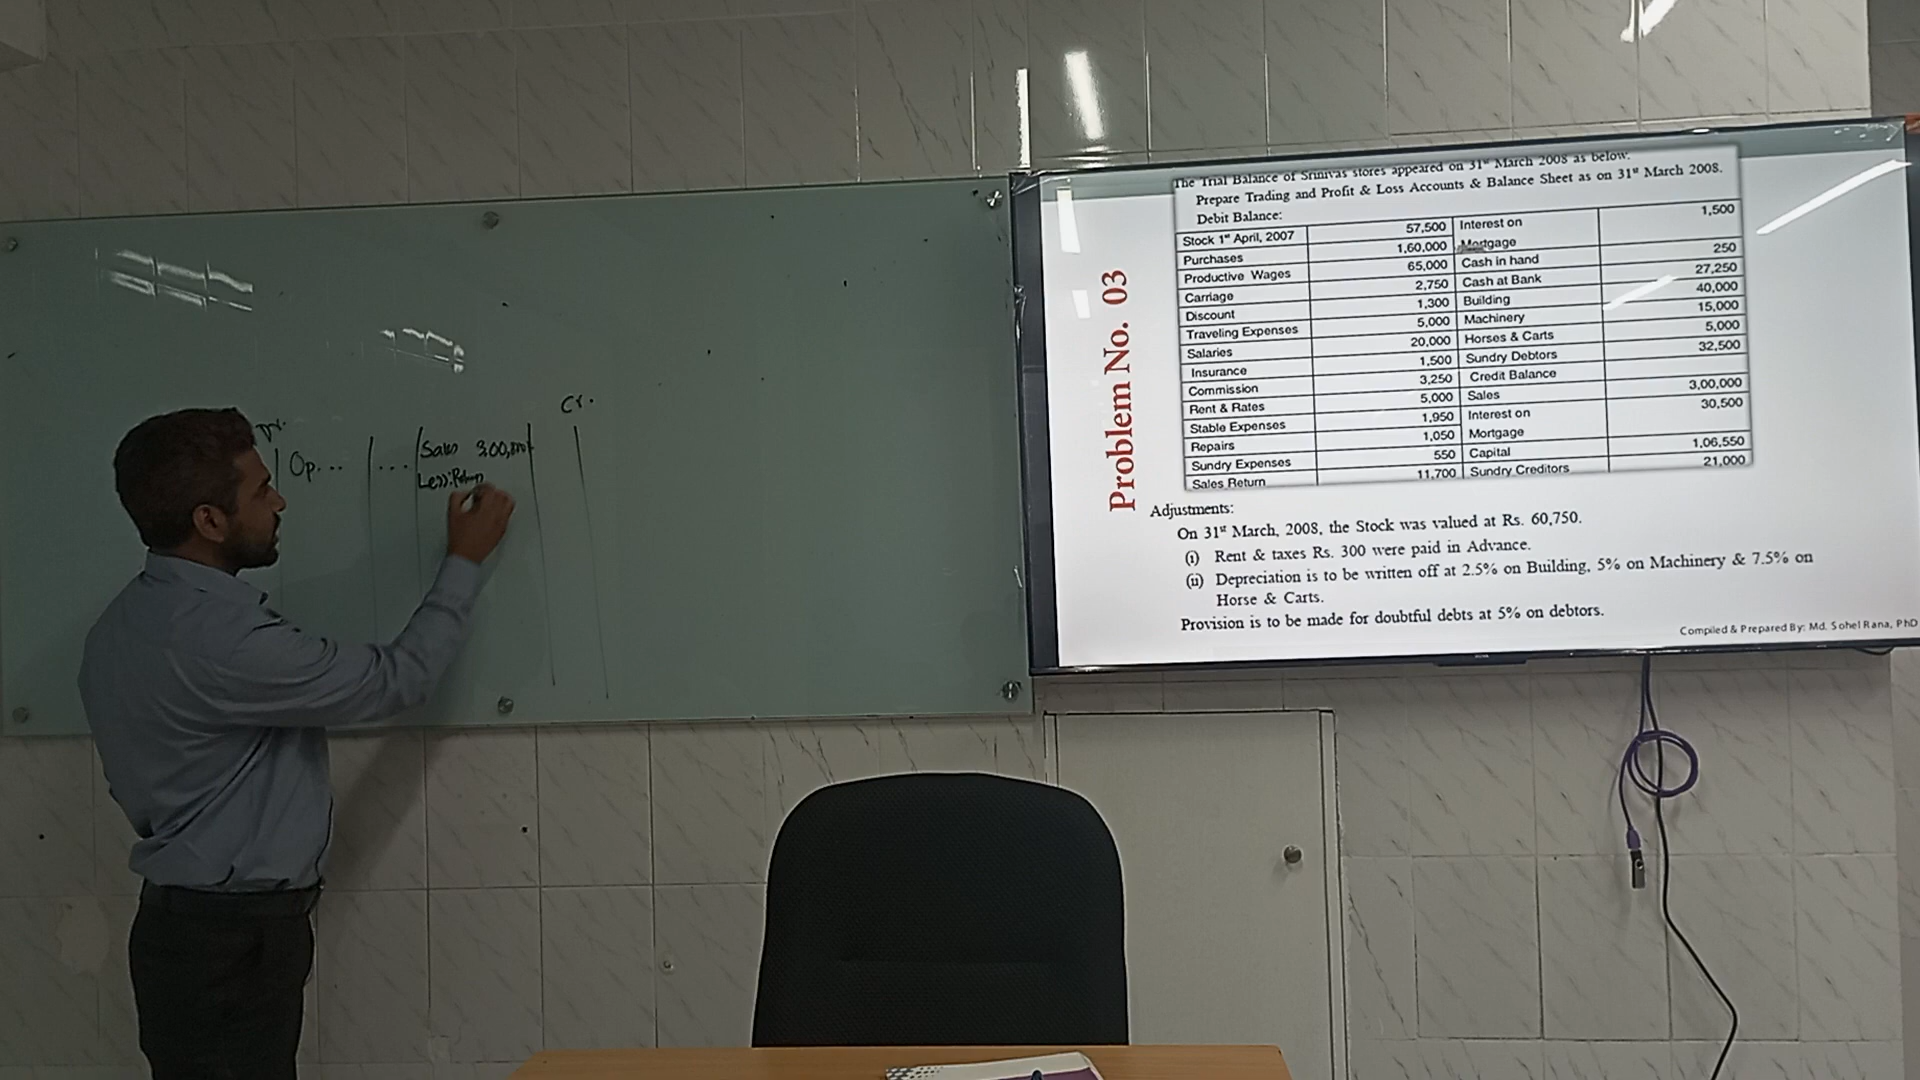 Dr.
Cr.
Op...
...
Sales 3,00,000
Less: Return
Problem No. 03
The Trial Balance of Srinivas stores appeared on 31st March 2008 as below.
Prepare Trading and Profit & Loss Accounts & Balance Sheet as on 31st March 2008.
Debit Balance:
Stock 1st April, 2007 57,500 Interest on 1,500
Purchases 1,60,000 Mortgage
Productive Wages 65,000 Cash in hand 250
Carriage 2,750 Cash at Bank 27,250
Discount 1,300 Building 40,000
Traveling Expenses 5,000 Machinery 15,000
Salaries 20,000 Horses & Carts 5,000
Insurance 1,500 Sundry Debtors 32,500
Commission 3,250 Credit Balance
Rent & Rates 5,000 Sales 3,00,000
Stable Expenses 1,950 Interest on 30,500
Repairs 1,050 Mortgage
Sundry Expenses 550 Capital 1,06,550
Sales Return 11,700 Sundry Creditors 21,000
Adjustments:
On 31st March, 2008, the Stock was valued at Rs. 60,750.
(i) Rent & taxes Rs. 300 were paid in Advance.
(ii) Depreciation is to be written off at 2.5% on Building, 5% on Machinery & 7.5% on
Horse & Carts.
Provision is to be made for doubtful debts at 5% on debtors.
Compiled & Prepared By: Md. Sohel Rana, PhD